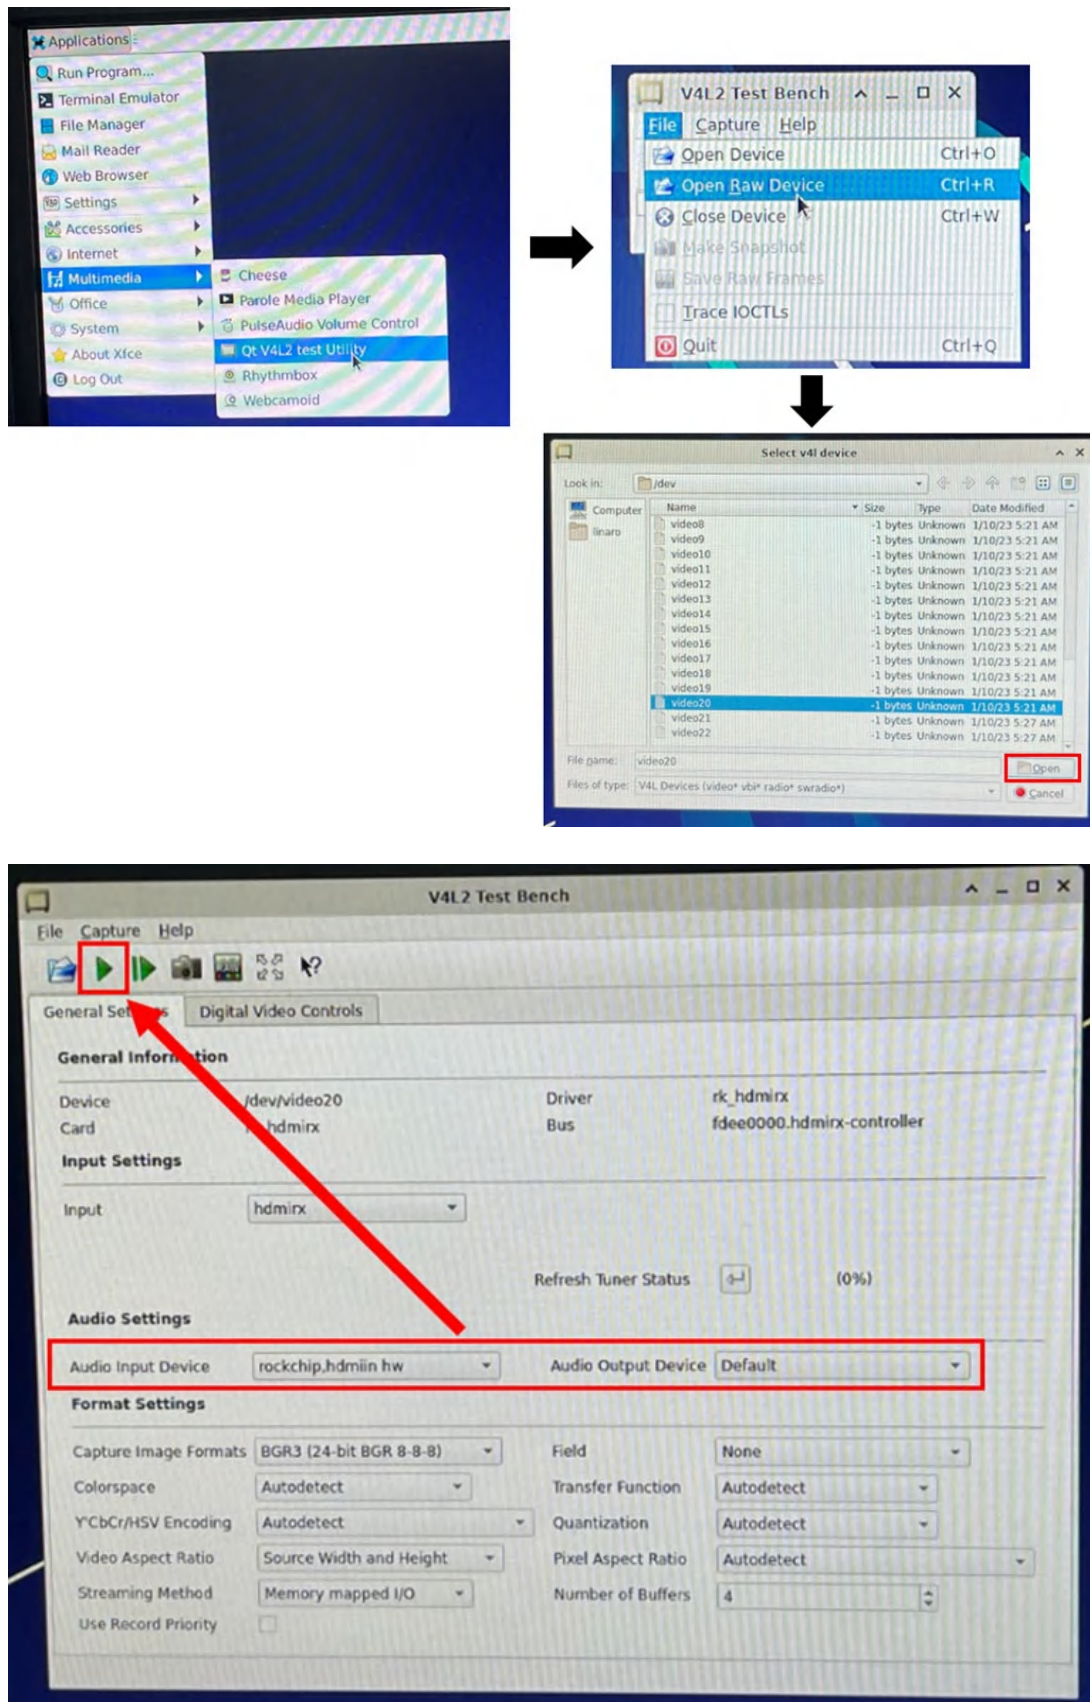 Applications
Run Program...
Terminal Emulator
File Manager
Mail Reader
Web Browser
Settings
Accessories
Internet
Multimedia
Office
System
About Xfce
Log Out
Cheese
Parole Media Player
PulseAudio Volume Control
Qt V4L2 test Utility
Rhythmbox
Webcamoid
V4L2 Test Bench
File Capture Help
Open Device Ctrl+O
Open Raw Device Ctrl+R
Close Device Ctrl+W
Make Snapshot
Save Raw Frames
Trace IOCTLs
Quit Ctrl+Q
Select v4l device
Look in: /dev
Computer
linaro
Name Size Type Date Modified
video8 -1 bytes Unknown 1/10/23 5:21 AM
video9 -1 bytes Unknown 1/10/23 5:21 AM
video10 -1 bytes Unknown 1/10/23 5:21 AM
video11 -1 bytes Unknown 1/10/23 5:21 AM
video12 -1 bytes Unknown 1/10/23 5:21 AM
video13 -1 bytes Unknown 1/10/23 5:21 AM
video14 -1 bytes Unknown 1/10/23 5:21 AM
video15 -1 bytes Unknown 1/10/23 5:21 AM
video16 -1 bytes Unknown 1/10/23 5:21 AM
video17 -1 bytes Unknown 1/10/23 5:21 AM
video18 -1 bytes Unknown 1/10/23 5:21 AM
video19 -1 bytes Unknown 1/10/23 5:21 AM
video20 -1 bytes Unknown 1/10/23 5:21 AM
video21 -1 bytes Unknown 1/10/23 5:27 AM
video22 -1 bytes Unknown 1/10/23 5:27 AM
File name: video20 Open
Files of type: V4L Devices (video* vbi* radio* swradio*) Cancel
V4L2 Test Bench
File Capture Help
General Se Digital Video Controls
General Information
Device /dev/video20 Driver rk_hdmirx
Card hdmirx Bus fdee0000.hdmirx-controller
Input Settings
Input hdmirx
Refresh Tuner Status (0%)
Audio Settings
Audio Input Device rockchip,hdmiin hw Audio Output Device Default
Format Settings
Capture Image Formats BGR3 (24-bit BGR 8-8-8) Field None
Colorspace Autodetect Transfer Function Autodetect
Y'CbCr/HSV Encoding Autodetect Quantization Autodetect
Video Aspect Ratio Source Width and Height Pixel Aspect Ratio Autodetect
Streaming Method Memory mapped I/O Number of Buffers 4
Use Record Priority